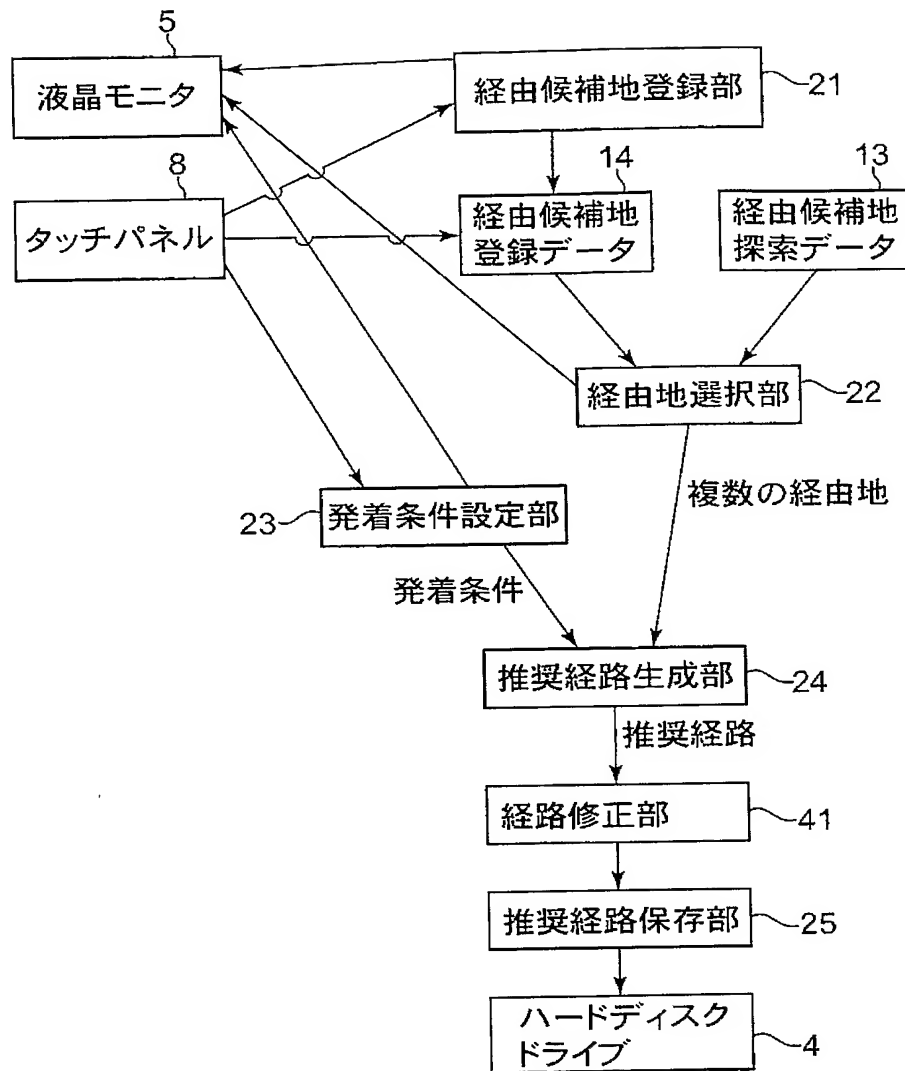 5
液晶モニタ
経由候補地登録部
21
8
タッチパネル
14
経由候補地
登録データ
13
経由候補地
探索データ
経由地選択部
22
複数の経由地
23
発着条件設定部
発着条件
推奨経路生成部
24
推奨経路
経路修正部
41
推奨経路保存部
25
ハードディスク
ドライブ
4